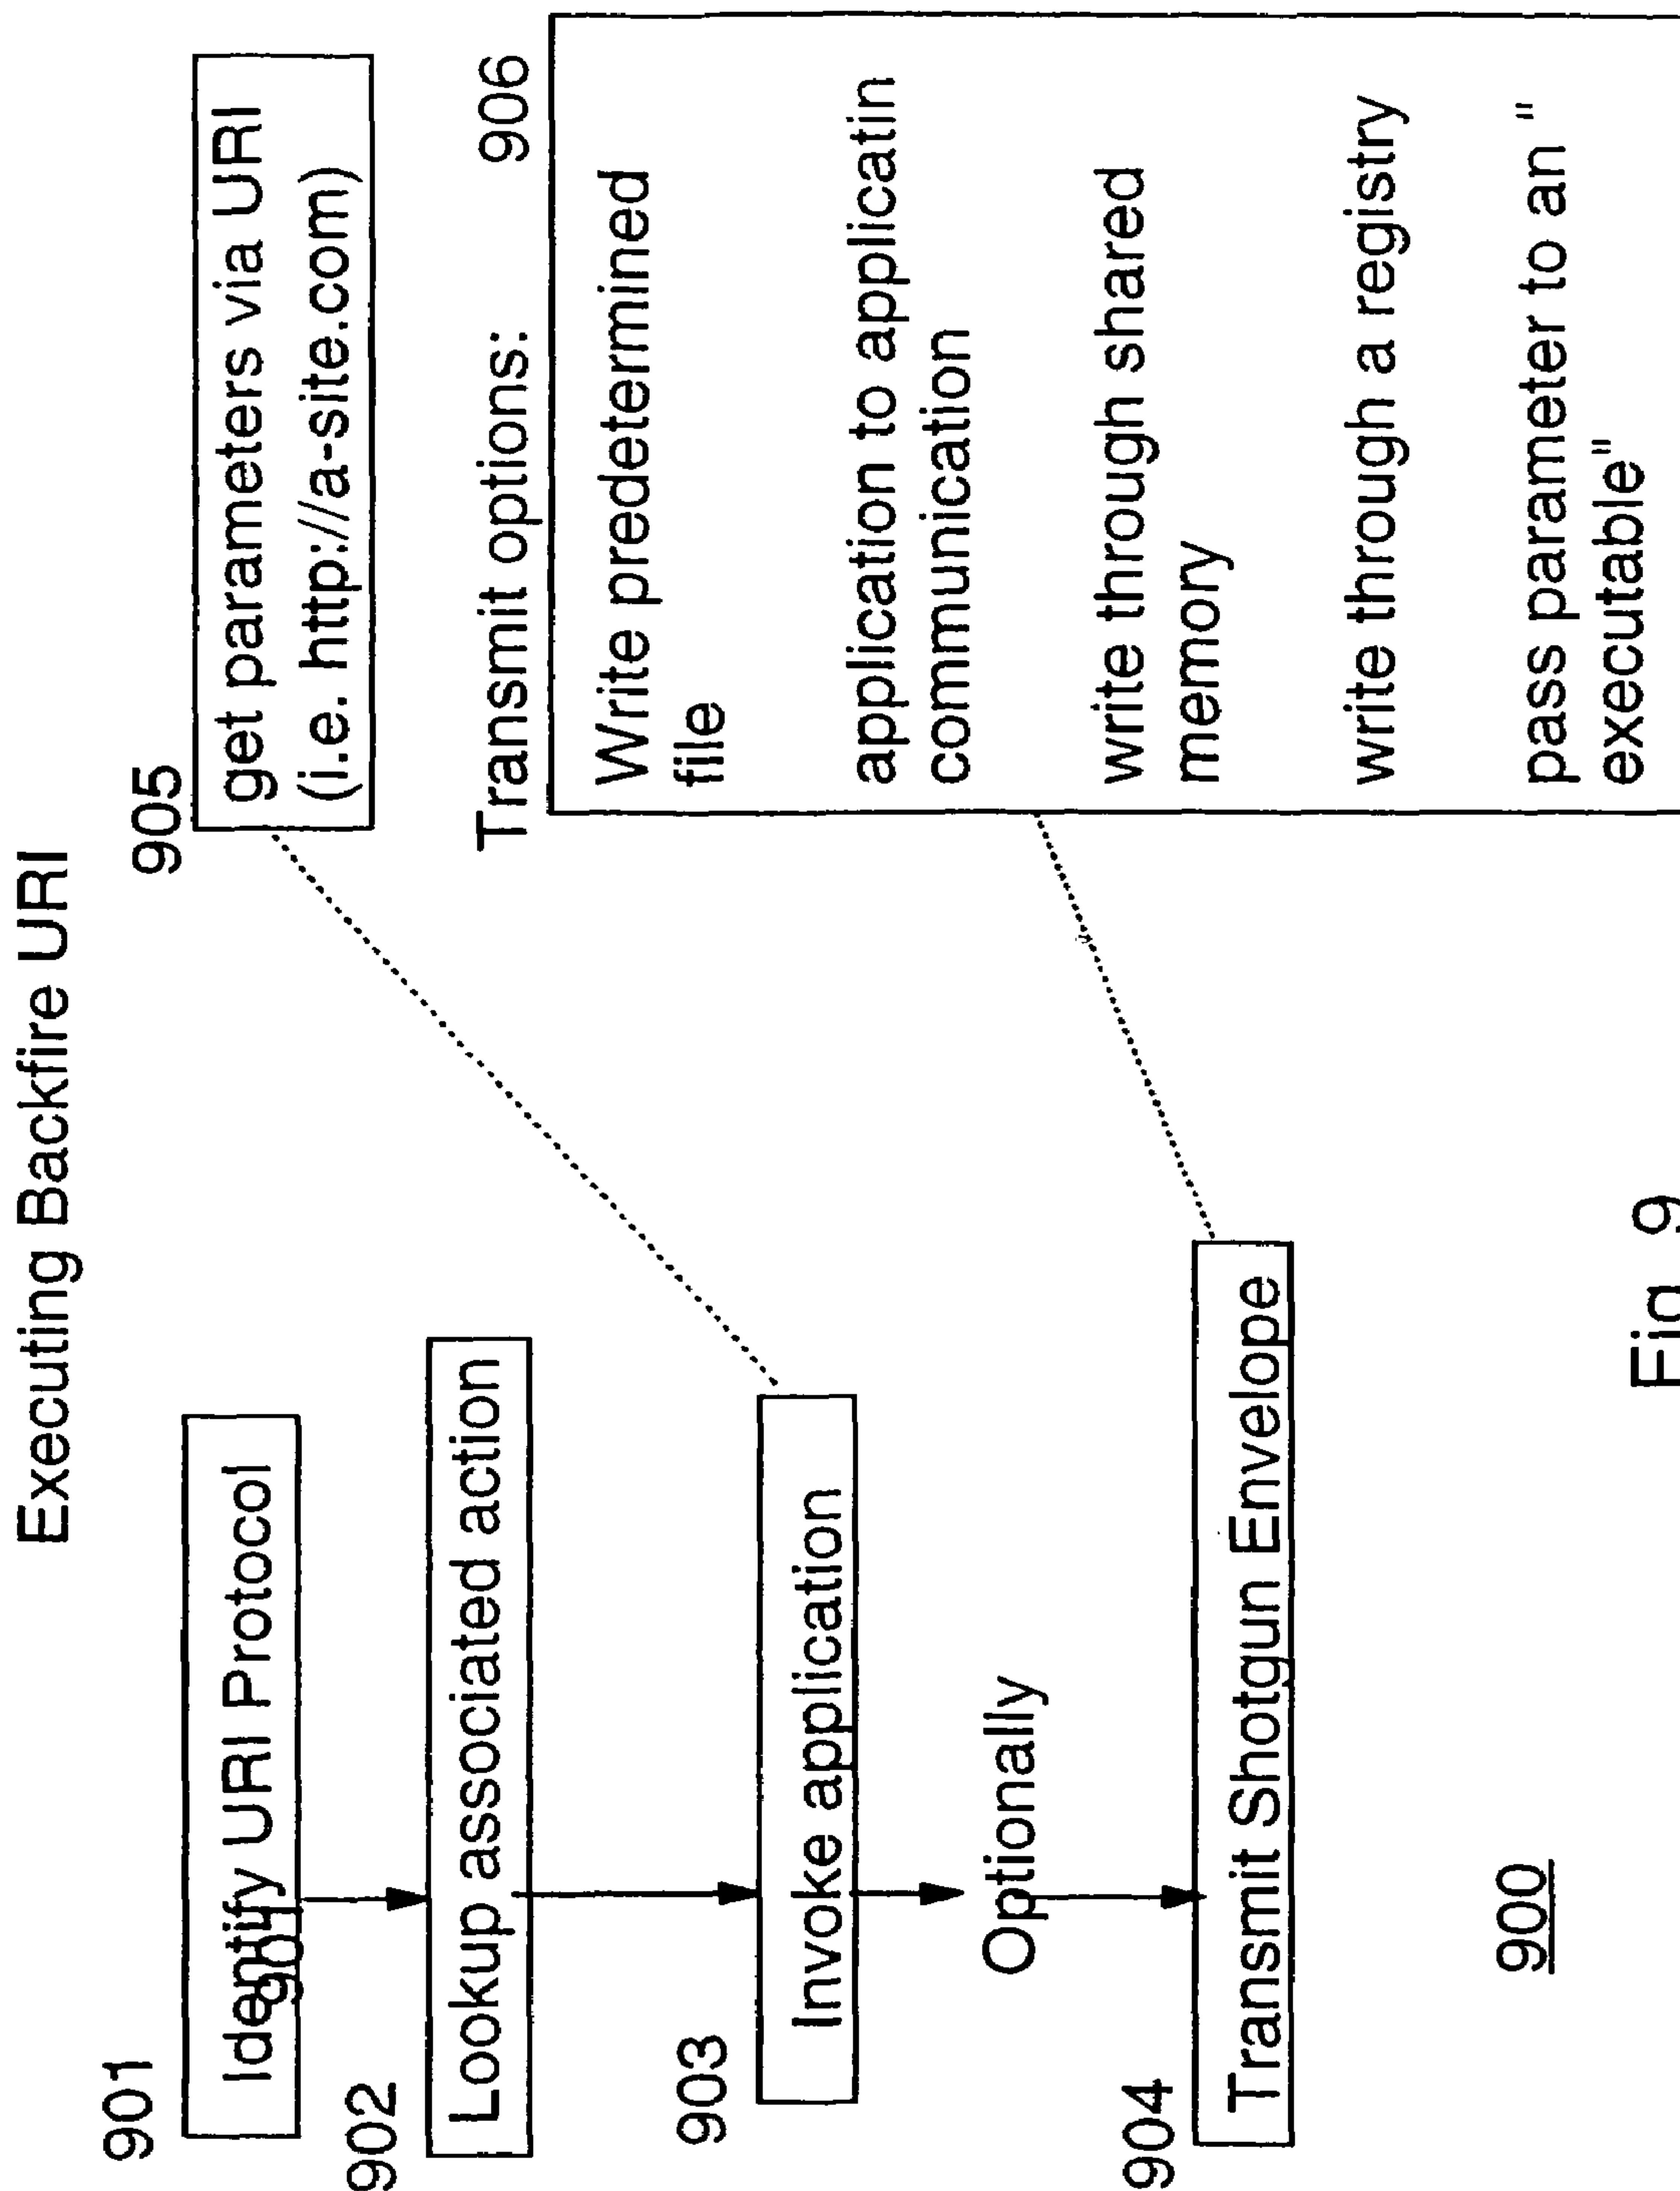 Executing Backfire URI
901
Identify URI Protocol
901
902
Lookup associated action
903
Invoke application
Optionally
904
Transmit Shotgun Envelope
905
get parameters via URI
(i.e. http://a-site.com)
Transmit options:
906
Write predetermined
file
application to applicatin
communication
write through shared
memory
write through a registry
pass parameter to an "
executable"
900
Fig. 9